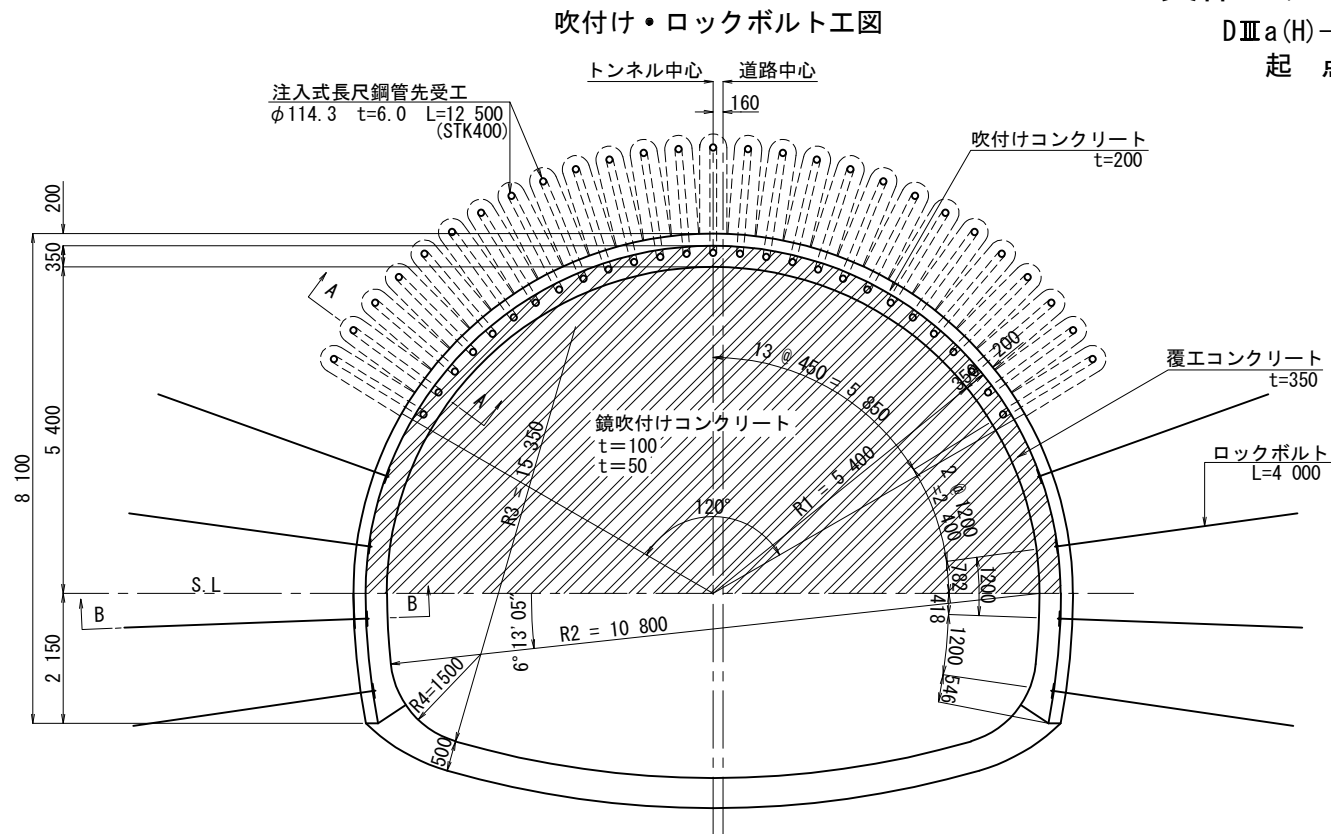 吹付け・ロックボルト工図
DⅢa(H)-
起 点
トンネル中心
道路中心
160
注入式長尺鋼管先受工
φ114.3 t=6.0 L=12 500
(STK400)
吹付けコンクリート
t=200
200
350
5 400
8 100
2 150
A
A
13 @ 450 = 5 850
350
200
覆工コンクリート
t=350
鏡吹付けコンクリート
t=100
t=50
R3 = 15 350
R1 = 5 400
ロックボルト
L=4 000
120°
2 @ 1200
=2 400
S.L
B
B
782
1200
418
6° 13' 05"
R2 = 10 800
R4=1500
1200
546
500